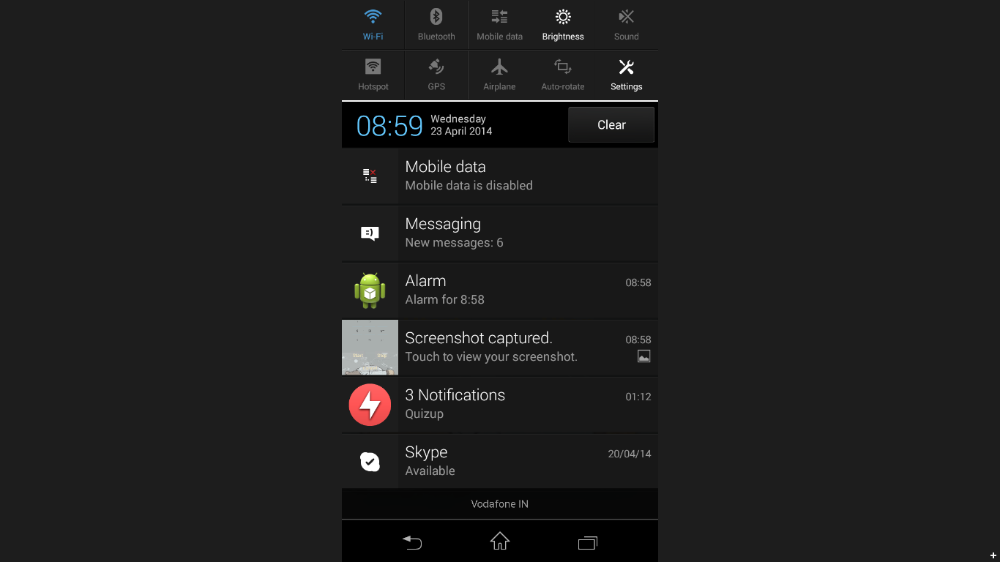 Wi-Fi Bluetooth Mobile data Brightness Sound
Hotspot GPS Airplane Auto-rotate Settings
08:59 Wednesday
23 April 2014
Clear
Mobile data
Mobile data is disabled
Messaging
New messages: 6
Alarm 08:58
Alarm for 8:58
Screenshot captured. 08:58
Touch to view your screenshot.
Start Stop
3 Notifications 01:12
Quizup
Skype 20/04/14
Available
Vodafone IN